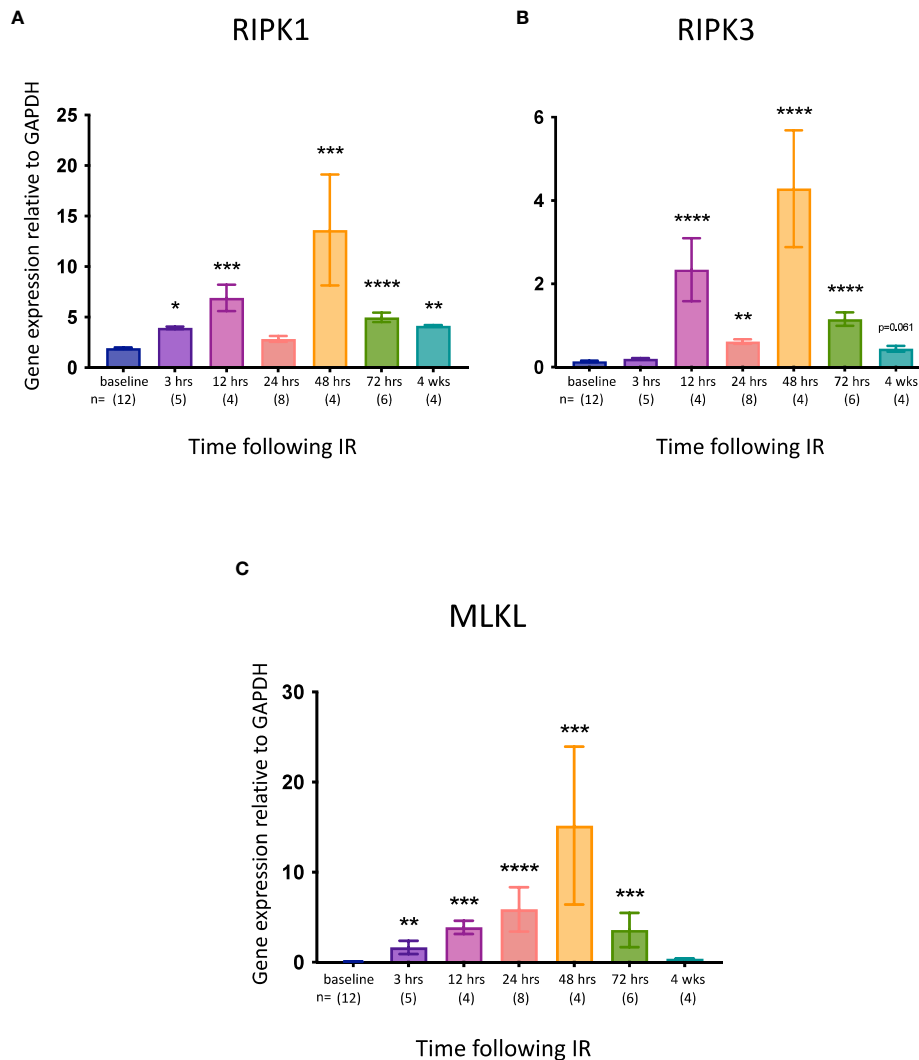 A
RIPK1
Gene expression relative to GAPDH
25
20
15
10
5
0
*
***
***
****
**
baseline 3 hrs 12 hrs 24 hrs 48 hrs 72 hrs 4 wks
n= (12) (5) (4) (8) (4) (6) (4)
Time following IR
B
RIPK3
6
4
2
0
****
**
****
****
p=0.061
baseline 3 hrs 12 hrs 24 hrs 48 hrs 72 hrs 4 wks
n= (12) (5) (4) (8) (4) (6) (4)
Time following IR
C
MLKL
Gene expression relative to GAPDH
30
20
10
0
**
***
****
***
***
baseline 3 hrs 12 hrs 24 hrs 48 hrs 72 hrs 4 wks
n= (12) (5) (4) (8) (4) (6) (4)
Time following IR